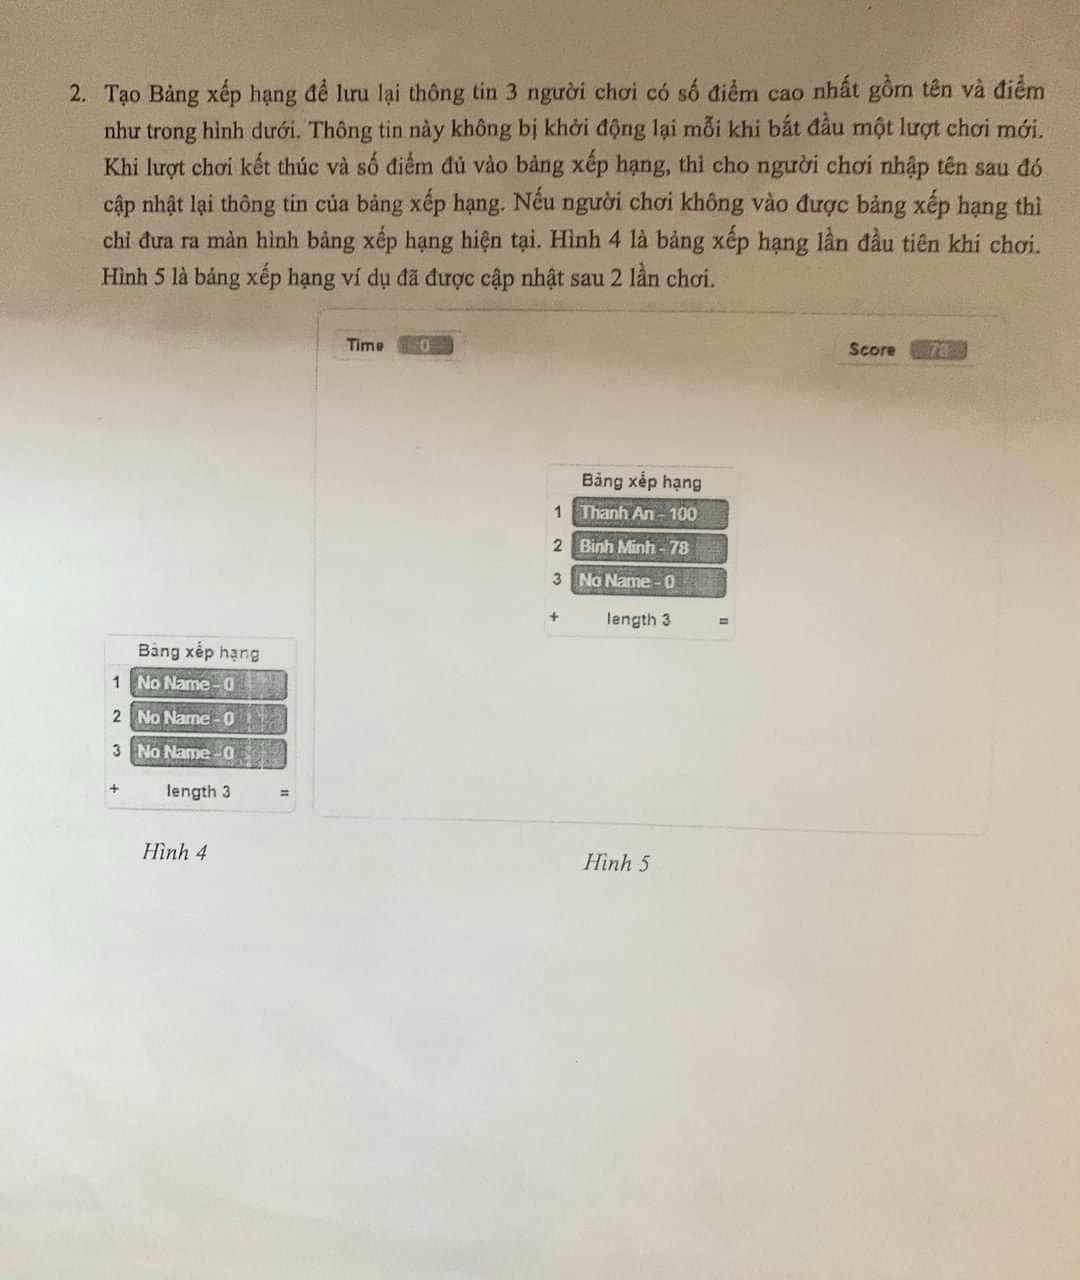 2. Tạo Bảng xếp hạng để lưu lại thông tin 3 người chơi có số điểm cao nhất gồm tên và điểm
như trong hình dưới. Thông tin này không bị khởi động lại mỗi khi bắt đầu một lượt chơi mới.
Khi lượt chơi kết thúc và số điểm đủ vào bảng xếp hạng, thì cho người chơi nhập tên sau đó
cập nhật lại thông tin của bảng xếp hạng. Nếu người chơi không vào được bảng xếp hạng thì
chỉ đưa ra màn hình bảng xếp hạng hiện tại. Hình 4 là bảng xếp hạng lần đầu tiên khi chơi.
Hình 5 là bảng xếp hạng ví dụ đã được cập nhật sau 2 lần chơi.
Time 0
Score 78
Bảng xếp hạng
1 Thanh An - 100
2 Bình Minh - 78
3 No Name - 0
+ length 3 =
Bảng xếp hạng
1 No Name - 0
2 No Name - 0
3 No Name - 0
+ length 3 =
Hình 4
Hình 5